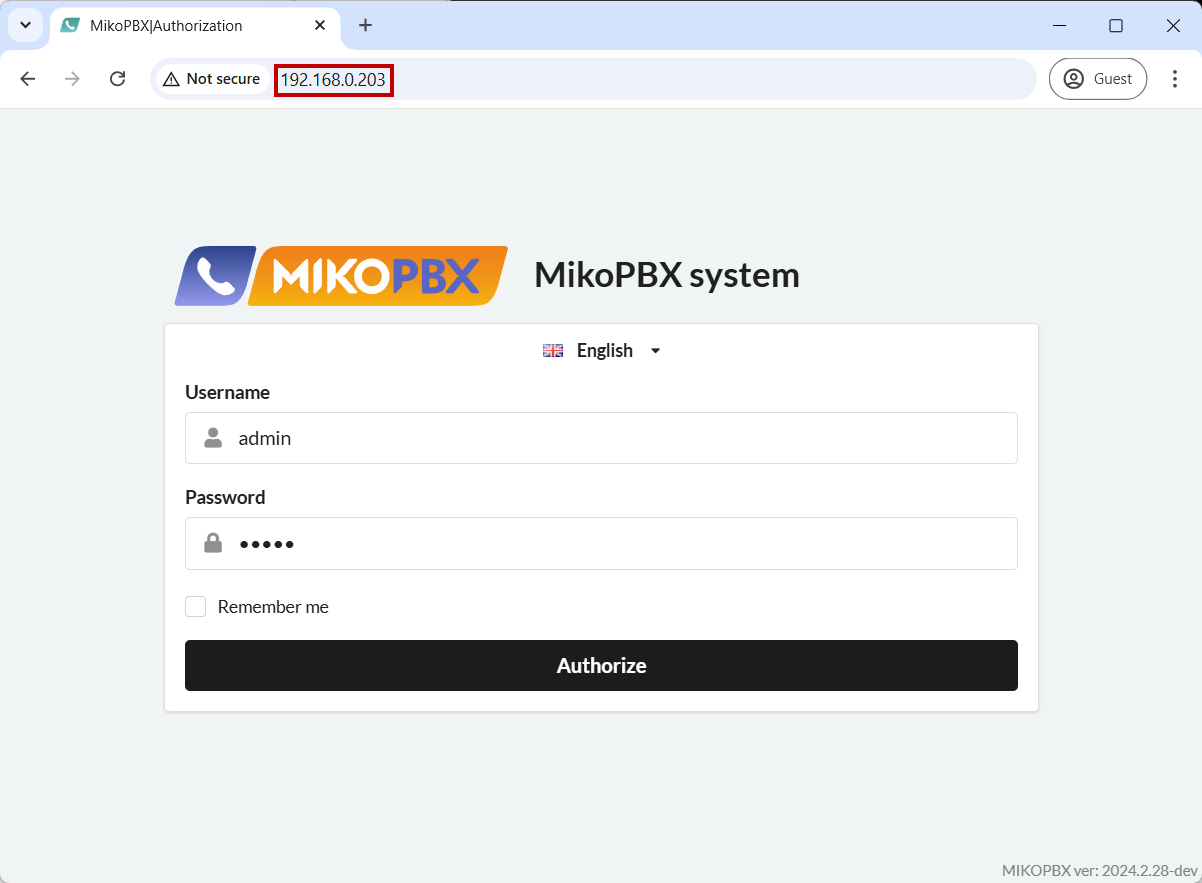 MikoPBX|Authorization
Not secure
192.168.0.203
Guest
MIKOPBX
MikoPBX system
English
Username
admin
Password
•••••
Remember me
Authorize
MIKOPBX ver: 2024.2.28-dev